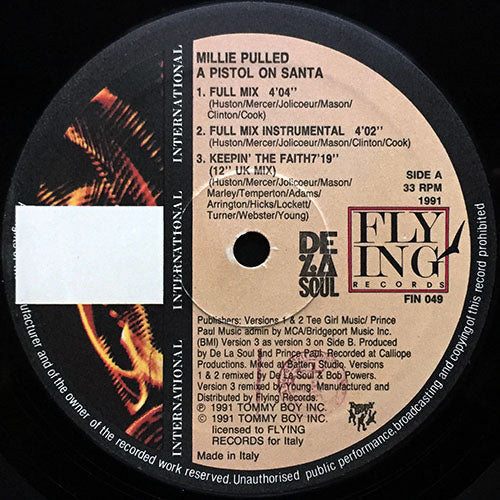 MILLIE PULLED
A PISTOL ON SANTA
1. FULL MIX 4'04''
(Huston/Mercer/Jolicoeur/Mason/
Clinton/Cook)
2. FULL MIX INSTRUMENTAL 4'02''
(Huston/Mercer/Jolicoeur/Mason/Clinton/Cook)
3. KEEPIN' THE FAITH7'19''
(12'' UK MIX)
(Huston/Mercer/Jolicoeur/Mason/
Marley/Temperton/Adams/
Arrington/Hicks/Lockett/
Turner/Webster/Young)
SIDE A
33 RPM
1991
DE
LA
SOUL
FLY
ING
RECORDS
FIN 049
Publishers: Versions 1 & 2 Tee Girl Music/ Prince
Paul Music admin by MCA/Bridgeport Music Inc.
(BMI) Version 3 as version 3 on Side B. Produced
by De La Soul and Prince Paul. Recorded at Calliope
Productions. Mixed at Battery Studio. Versions
1 & 2 remixed by De La Soul & Bob Powers.
Version 3 remixed by Young. Manufactured and
Distributed by Flying Records.
℗ 1991 TOMMY BOY INC.
© 1991 TOMMY BOY INC.
licensed to FLYING
RECORDS for Italy
Made in Italy
INTERNATIONAL
INTERNATIONAL
INTERNATIONAL
INTERNATIONAL
anufacturer and of the owner of the recorded work reserved.Unauthorised public performance,broadcasting and copying of this record prohibited